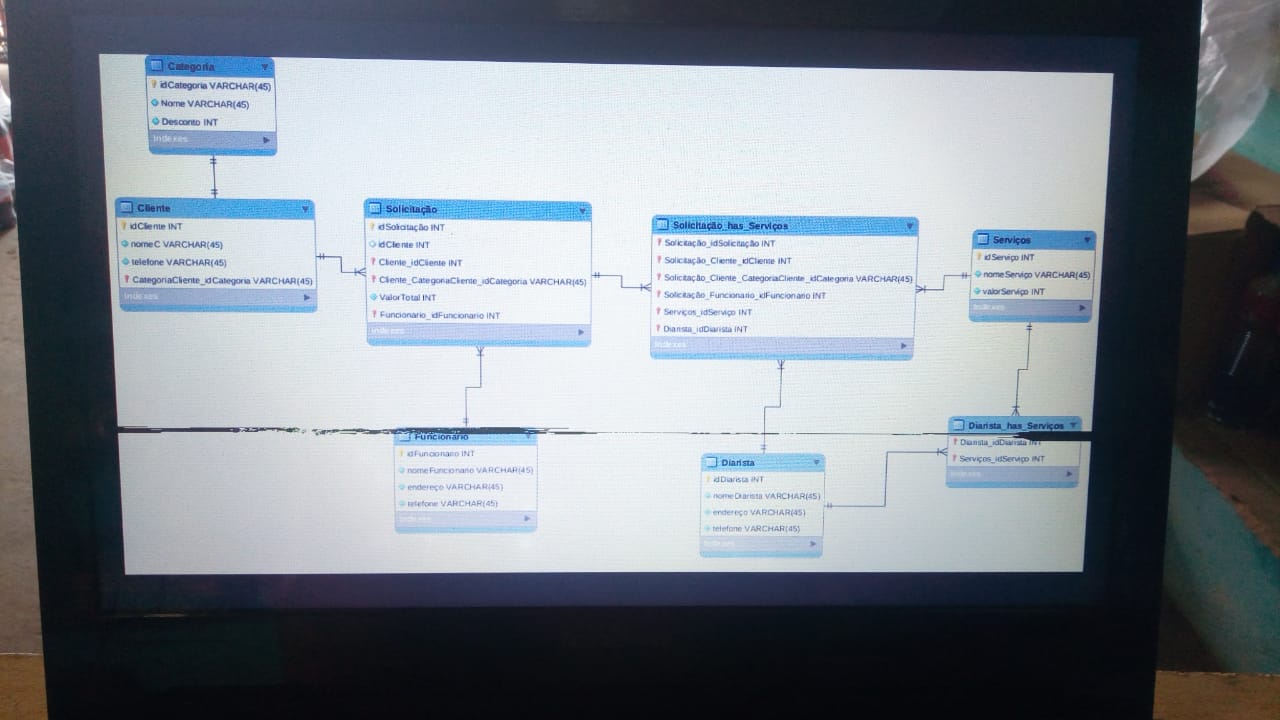 Categoria
idCategoria VARCHAR(45)
Nome VARCHAR(45)
Desconto INT
Indexes
Cliente
idCliente INT
nomeC VARCHAR(45)
telefone VARCHAR(45)
CategoriaCliente_idCategoria VARCHAR(45)
Indexes
Solicitação
idSolicitação INT
idCliente INT
Cliente_idCliente INT
Cliente_CategoriaCliente_idCategoria VARCHAR(45)
ValorTotal INT
Funcionario_idFuncionario INT
Indexes
Solicitação_has_Serviços
Solicitação_idSolicitação INT
Solicitação_Cliente_idCliente INT
Solicitação_Cliente_CategoriaCliente_idCategoria VARCHAR(45)
Solicitação_Funcionario_idFuncionario INT
Serviços_idServiço INT
Diarista_idDiarista INT
Indexes
Serviços
idServiço INT
nomeServiço VARCHAR(45)
valorServiço INT
Indexes
Funcionario
idFuncionario INT
nomeFuncionario VARCHAR(45)
endereço VARCHAR(45)
telefone VARCHAR(45)
Indexes
Diarista
idDiarista INT
nomeDiarista VARCHAR(45)
endereço VARCHAR(45)
telefone VARCHAR(45)
Indexes
Diarista_has_Serviços
Diarista_idDiarista INT
Serviços_idServiço INT
Indexes